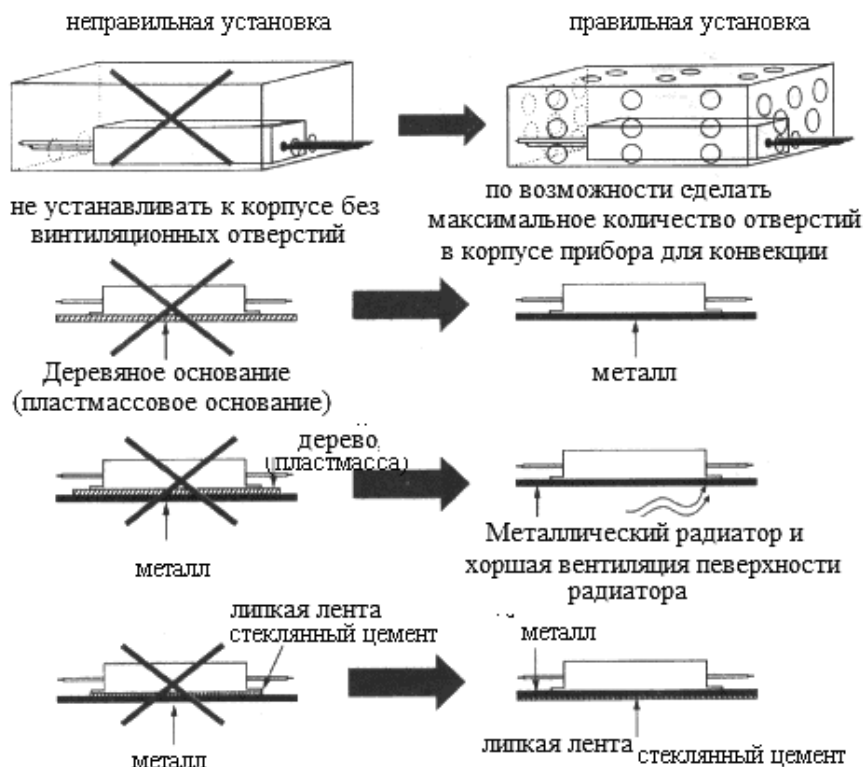 неправильная установка
правильная установка
не устанавливать к корпусе без
винтиляционных отверстий
по возможности сделать
максимальное количество отверстий
в корпусе прибора для конвекции
Деревяное основание
(пластмассовое основание)
металл
дерево
(пластмасса)
металл
Металлический радиатор и
хоршая вентиляция певерхности
радиатора
липкая лента
стеклянный цемент
металл
металл
липкая лента
стеклянный цемент